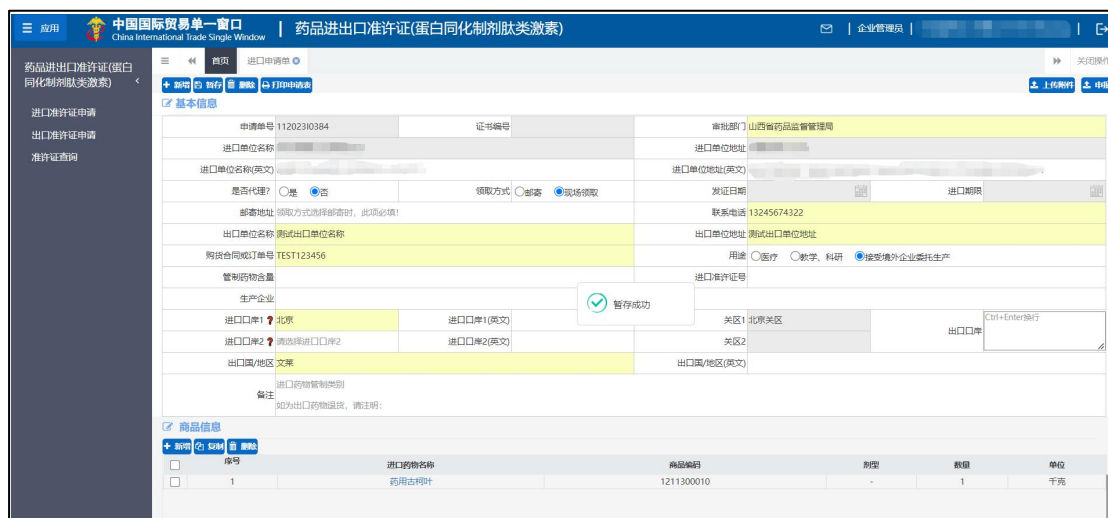 应用 中国国际贸易单一窗口 China International Trade Single Window | 药品进出口准许证(蛋白同化制剂肽类激素) | 企业管理员 |
药品进出口准许证(蛋白同化制剂肽类激素)
进口准许证申请
出口准许证申请
准许证查询
首页 进口申请单 关闭操作
新增 暂存 删除 打印申请表 上传附件
基本信息
申请单号 11202310384 证书编号 审批部门 山西省药品监督管理局
进口单位名称 进口单位地址
进口单位名称(英文) 进口单位地址(英文)
是否代理? 是 否 领取方式 邮寄 现场领取 发证日期 进口期限
邮寄地址 领取方式选择邮寄时，此项必填! 联系电话 13245674322
出口单位名称 测试出口单位名称 出口单位地址 测试出口单位地址
购货合同或订单号 TEST123456 用途 医疗 教学、科研 接受境外企业委托生产
管制药物含量 进口准许证号
生产企业
暂存成功
进口口岸1 ? 北京 进口口岸1(英文) 关区1 北京关区 出口口岸 Ctrl+Enter换行
进口口岸2 ? 请选择进口口岸2 进口口岸2(英文) 关区2
出口国/地区 文莱 出口国/地区(英文)
备注 进口药物管制类别
如为出口药物退货，请注明：
商品信息
新增 复制 删除
序号 进口药物名称 商品编码 剂型 数量 单位
1 药用古柯叶 1211300010 - 1 千克